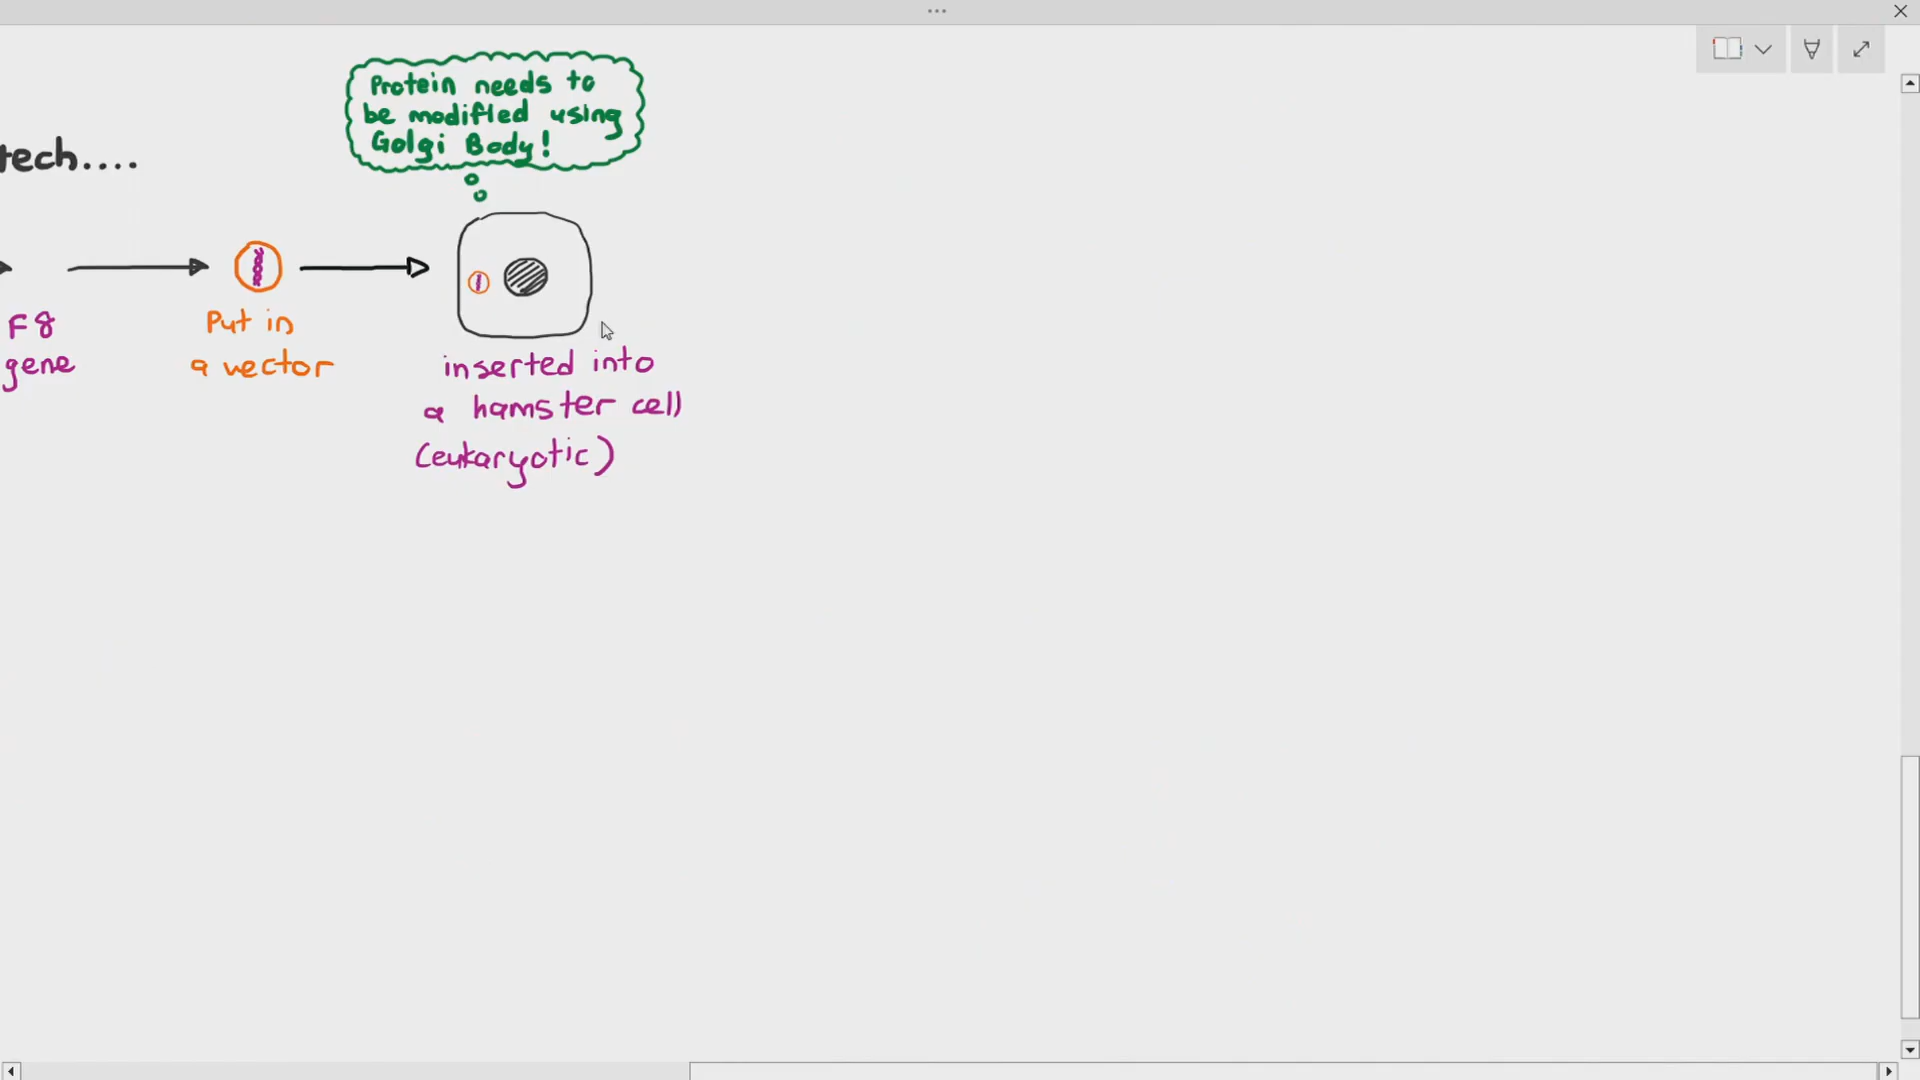 Protein needs to
be modified using
Golgi Body!
tech....
F8
gene
Put in
a vector
inserted into
a hamster cell
(eukaryotic)